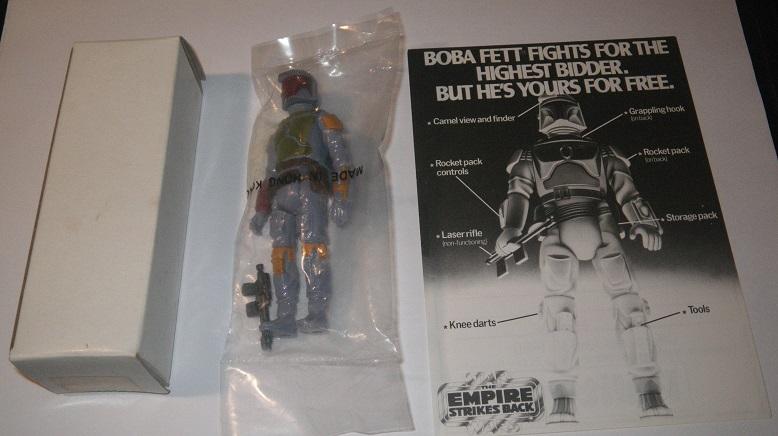 MADE IN HONG
BOBA FETT FIGHTS FOR THE
HIGHEST BIDDER.
BUT HE'S YOURS FOR FREE.
* Camel view and finder
* Grappling hook
(on back)
* Rocket pack
controls
* Rocket pack
(on back)
* Storage pack
* Laser rifle
(non-functioning)
* Knee darts
* Tools
THE
EMPIRE
STRIKES BACK